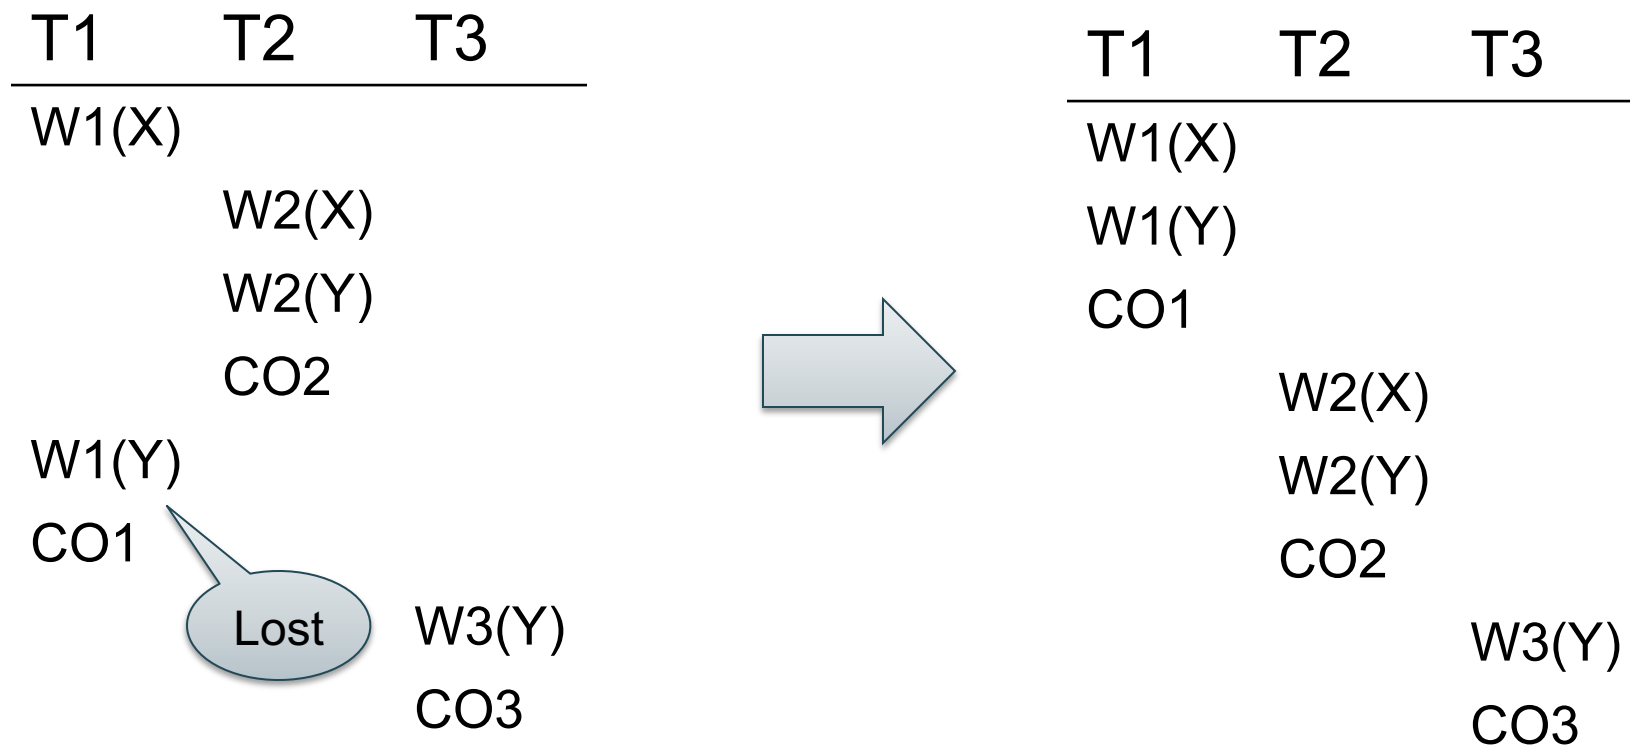 T1 T2 T3
W1(X)
W2(X)
W2(Y)
CO2
W1(Y)
CO1
Lost
W3(Y)
CO3
T1 T2 T3
W1(X)
W1(Y)
CO1
W2(X)
W2(Y)
CO2
W3(Y)
CO3